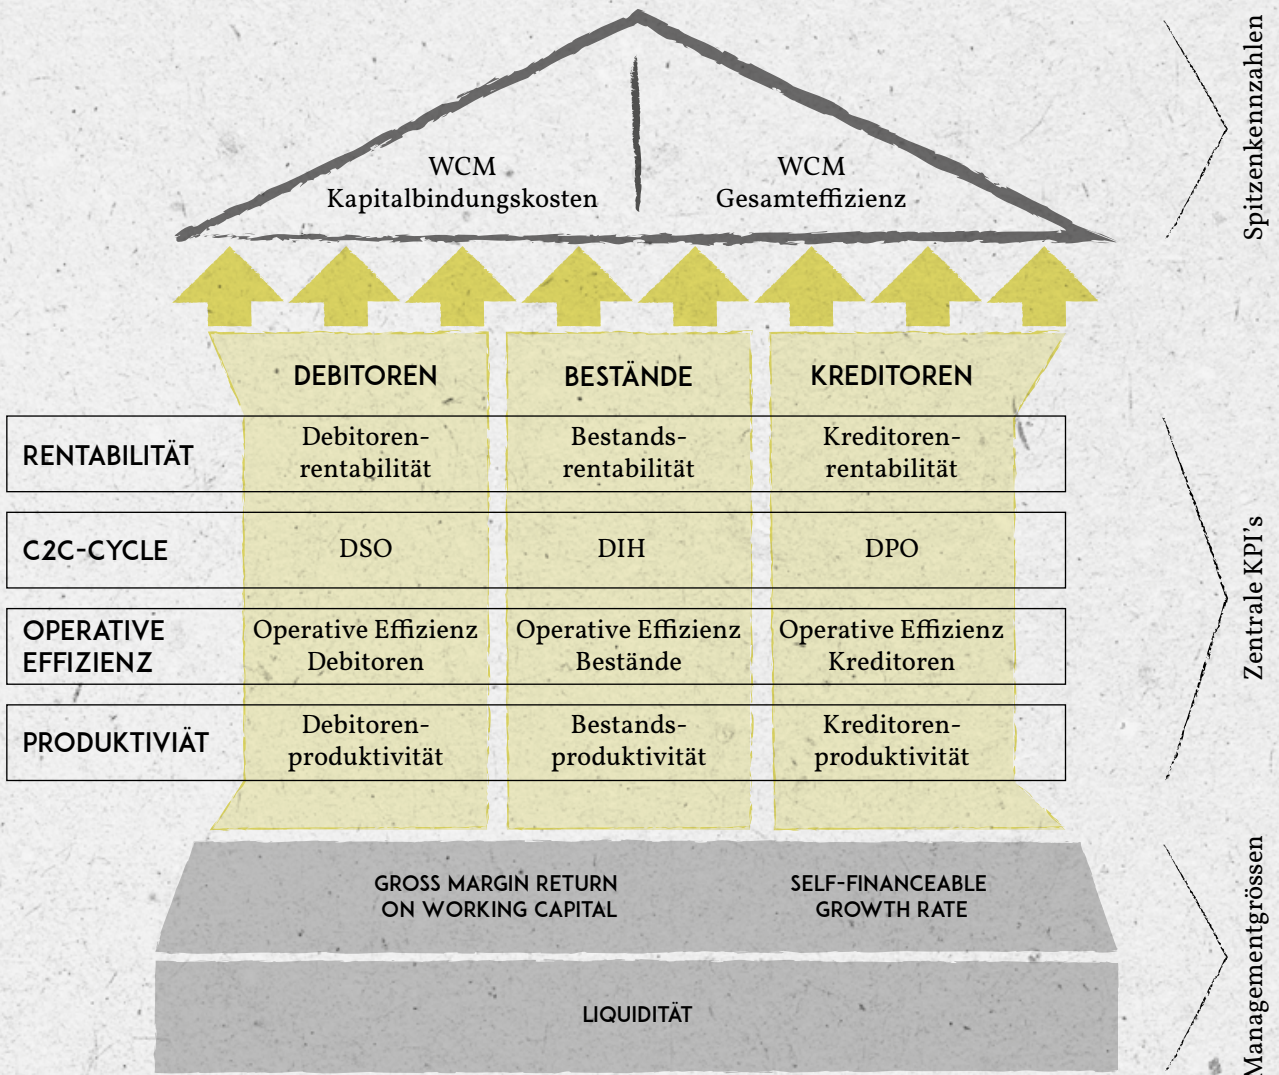 Spitzenkennzahlen
WCM
Kapitalbindungskosten
WCM
Gesamteffizienz
DEBITOREN
BESTÄNDE
KREDITOREN
RENTABILITÄT
Debitoren-
rentabilität
Bestands-
rentabilität
Kreditoren-
rentabilität
C2C-CYCLE
DSO
DIH
DPO
Zentrale KPI's
OPERATIVE
EFFIZIENZ
Operative Effizienz
Debitoren
Operative Effizienz
Bestände
Operative Effizienz
Kreditoren
PRODUKTIVIÄT
Debitoren-
produktivität
Bestands-
produktivität
Kreditoren-
produktivität
GROSS MARGIN RETURN
ON WORKING CAPITAL
SELF-FINANCEABLE
GROWTH RATE
Managementgrössen
LIQUIDITÄT